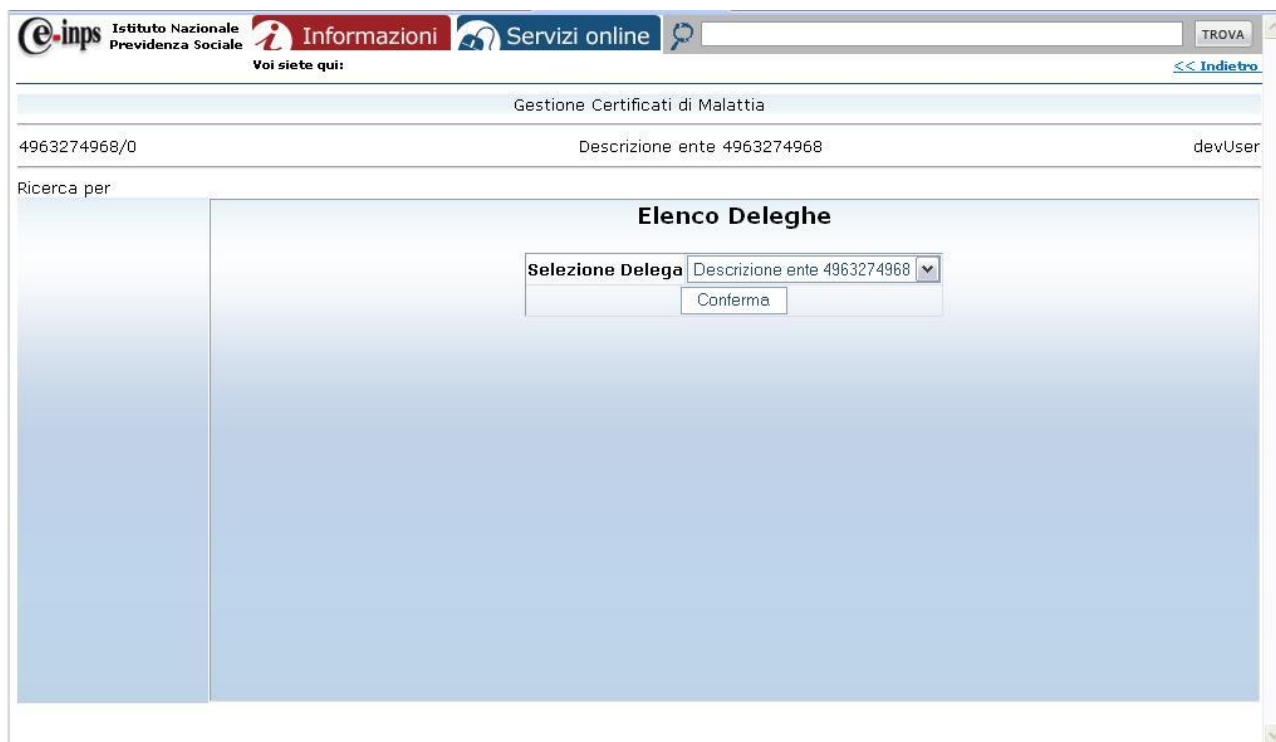 e-inps Istituto Nazionale Previdenza Sociale
Informazioni
Servizi online
TROVA
Voi siete qui:
<< Indietro
Gestione Certificati di Malattia
4963274968/0 Descrizione ente 4963274968 devUser
Ricerca per
Elenco Deleghe
Selezione Delega Descrizione ente 4963274968
Conferma